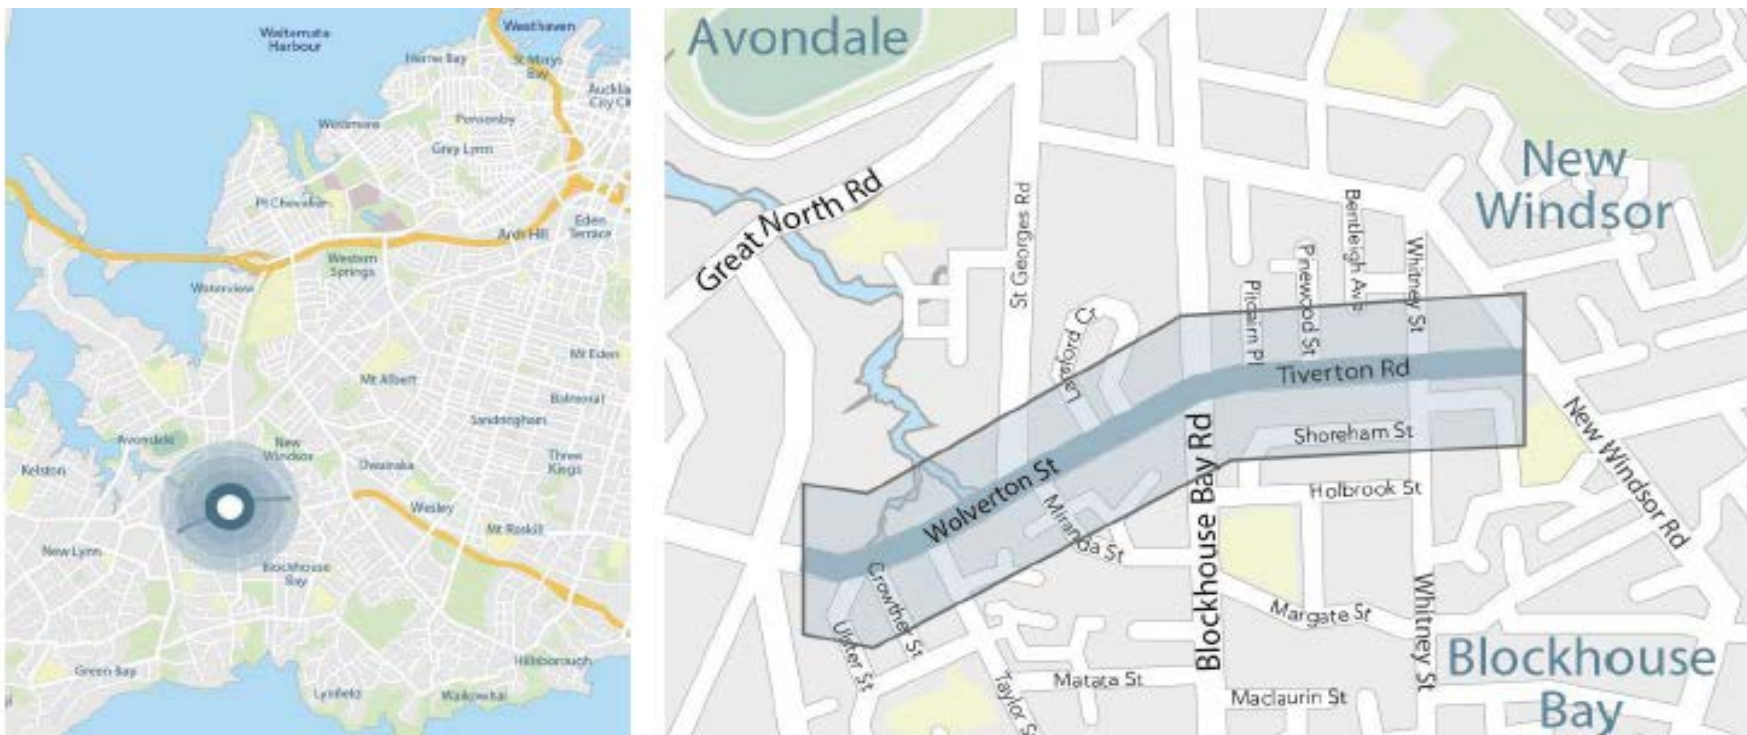 Waitemata
Harbour
Westhaven
Herne Bay
St Marys
Bay
Auckla
City C
Westmere
Ponsonby
Grey Lynn
Pt Chevalier
Eden
Terrace
Arch Hill
Western
Springs
Waterview
Mt Eden
Mt Albert
Balmoral
Sandringham
Avondale
New
Windsor
Kelston
Owairaka
Three
Kings
Wesley
Mt Roskill
New Lynn
Blockhouse
Bay
Hillsborough
Green Bay
Lynfield
Waikowhai
Avondale
New
Windsor
Great North Rd
St Georges Rd
Bentleigh Ave
Whitney St
Pinewood St
Pitcairn Pl
Lansford Ct
Tiverton Rd
New Windsor Rd
Shoreham St
Blockhouse Bay Rd
Wolverton St
Holbrook St
Miranda St
Crowther St
Whitney St
Margate St
Ulster St
Blockhouse
Bay
Matata St
Taylor S
Maclaurin St